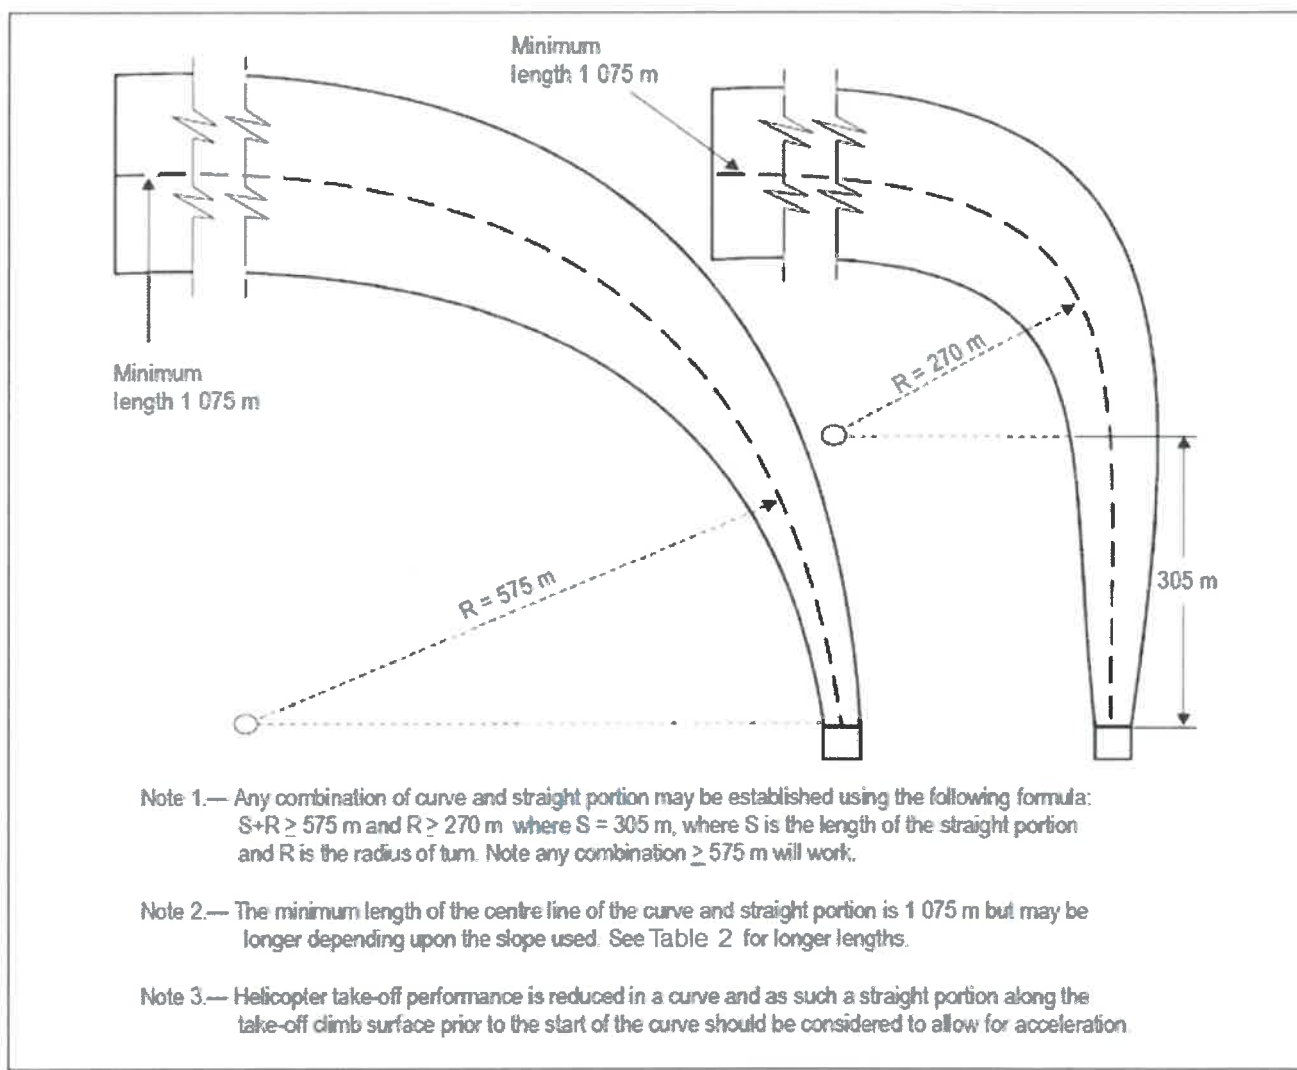 Minimum
length 1 075 m
Minimum
length 1 075 m
R = 270 m
R = 575 m
305 m
Note 1.— Any combination of curve and straight portion may be established using the following formula:
S+R ≥ 575 m and R ≥ 270 m where S = 305 m, where S is the length of the straight portion
and R is the radius of turn. Note any combination ≥ 575 m will work.
Note 2.— The minimum length of the centre line of the curve and straight portion is 1 075 m but may be
longer depending upon the slope used. See Table 2 for longer lengths.
Note 3.— Helicopter take-off performance is reduced in a curve and as such a straight portion along the
take-off climb surface prior to the start of the curve should be considered to allow for acceleration.